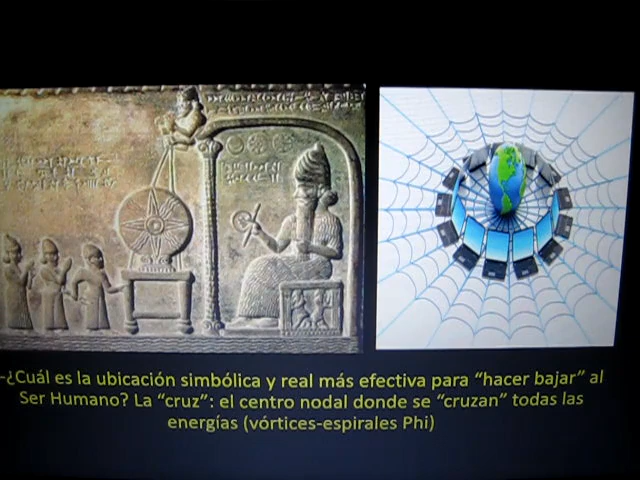 -¿Cuál es la ubicación simbólica y real más efectiva para “hacer bajar” al
Ser Humano? La “cruz”: el centro nodal donde se “cruzan” todas las
energías (vórtices-espirales Phi)